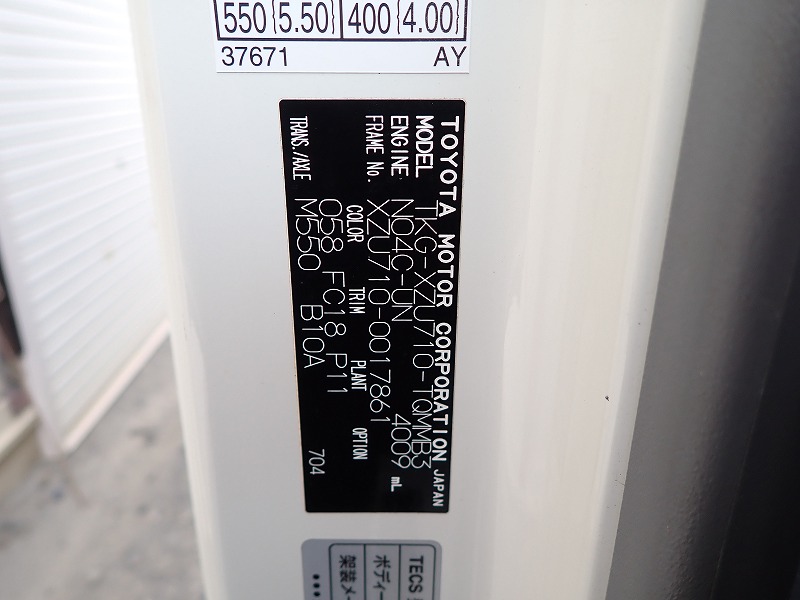 550{5.50} 400{4.00}
37671 AY
TOYOTA MOTOR CORPORATION JAPAN
MODEL TKG-XZU710-TQMMB3
ENGINE N04C-UN 4009 mL
FRAME No. XZU710-0017861
COLOR TRIM PLANT OPTION
058 FC18 P11
TRANS./AXLE M550 B10A 704
TECS
ボディー
架装メー